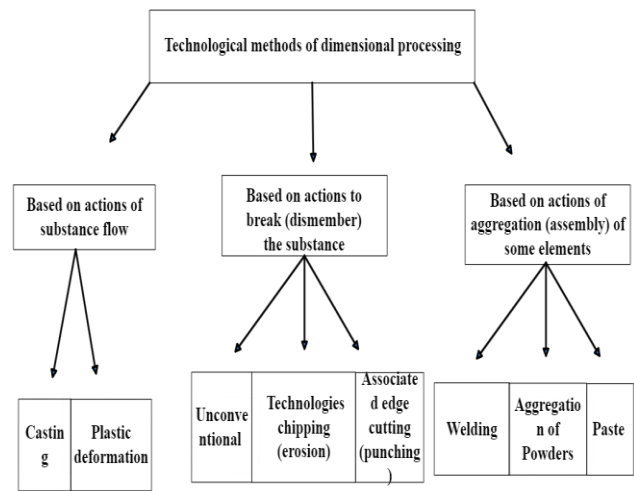 Technological methods of dimensional processing
Based on actions of
substance flow
Based on actions to
break (dismember)
the substance
Based on actions of
aggregation (assembly) of
some elements
Castin
g
Plastic
deformation
Unconve
ntional
Technologies
chipping
(erosion)
Associate
d edge
cutting
(punching
)
Welding
Aggregatio
n of
Powders
Paste